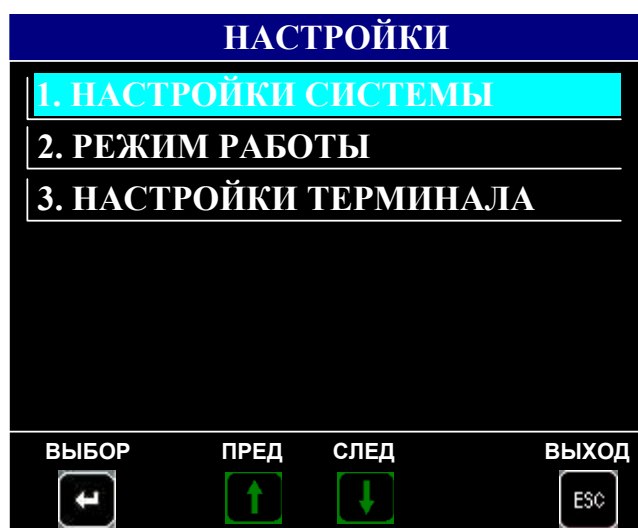 НАСТРОЙКИ
1. НАСТРОЙКИ СИСТЕМЫ
2. РЕЖИМ РАБОТЫ
3. НАСТРОЙКИ ТЕРМИНАЛА
ВЫБОР ПРЕД СЛЕД ВЫХОД
ESC